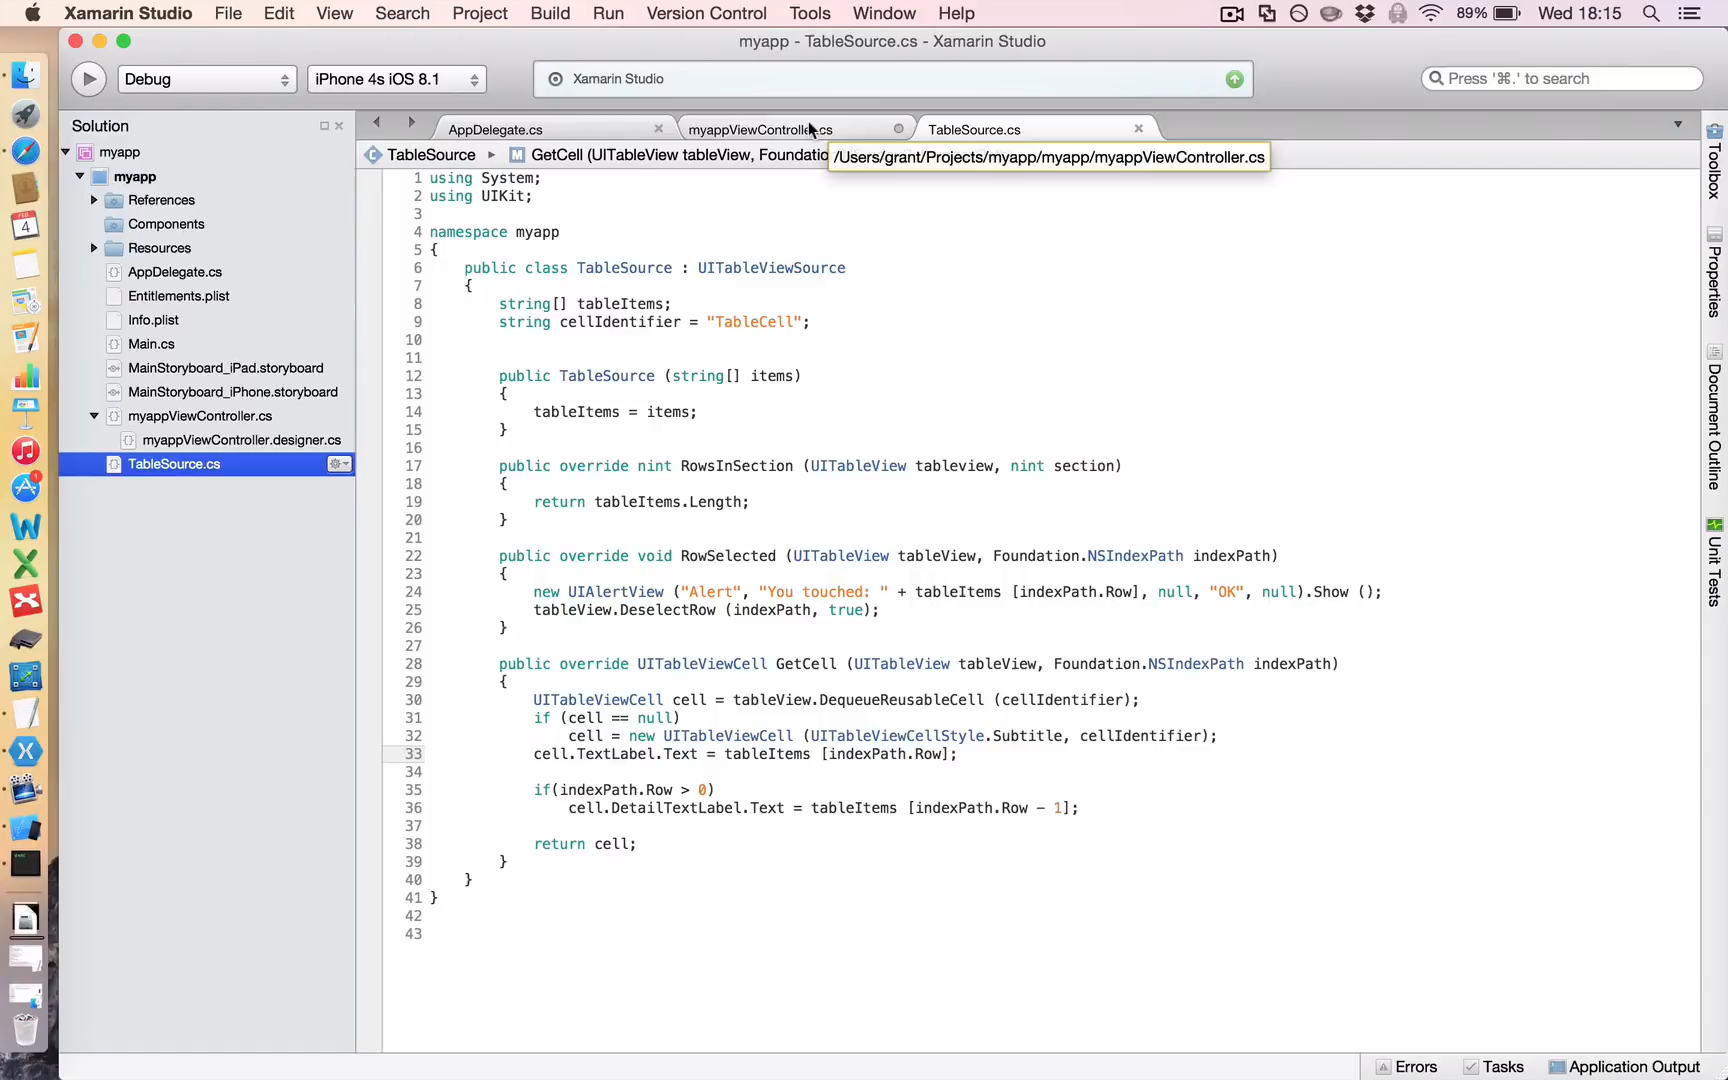 Xamarin Studio File Edit View Search Project Build Run Version Control Tools Window Help 89% Wed 18:15
myapp - TableSource.cs - Xamarin Studio
Debug iPhone 4s iOS 8.1 Xamarin Studio Press '⌘.' to search
Solution
myapp
myapp
References
Components
Resources
AppDelegate.cs
Entitlements.plist
Info.plist
Main.cs
MainStoryboard_iPad.storyboard
MainStoryboard_iPhone.storyboard
myappViewController.cs
myappViewController.designer.cs
TableSource.cs
AppDelegate.cs myappViewController.cs TableSource.cs
TableSource ▸ M GetCell (UITableView tableView, Foundatio
/Users/grant/Projects/myapp/myapp/myappViewController.cs
1 using System;
2 using UIKit;
3
4 namespace myapp
5 {
6 public class TableSource : UITableViewSource
7 {
8 string[] tableItems;
9 string cellIdentifier = "TableCell";
10
11
12 public TableSource (string[] items)
13 {
14 tableItems = items;
15 }
16
17 public override nint RowsInSection (UITableView tableview, nint section)
18 {
19 return tableItems.Length;
20 }
21
22 public override void RowSelected (UITableView tableView, Foundation.NSIndexPath indexPath)
23 {
24 new UIAlertView ("Alert", "You touched: " + tableItems [indexPath.Row], null, "OK", null).Show ();
25 tableView.DeselectRow (indexPath, true);
26 }
27
28 public override UITableViewCell GetCell (UITableView tableView, Foundation.NSIndexPath indexPath)
29 {
30 UITableViewCell cell = tableView.DequeueReusableCell (cellIdentifier);
31 if (cell == null)
32 cell = new UITableViewCell (UITableViewCellStyle.Subtitle, cellIdentifier);
33 cell.TextLabel.Text = tableItems [indexPath.Row];
34
35 if(indexPath.Row > 0)
36 cell.DetailTextLabel.Text = tableItems [indexPath.Row - 1];
37
38 return cell;
39 }
40 }
41 }
42
43
Toolbox
Properties
Document Outline
Unit Tests
Errors Tasks Application Output
FEB
4
1